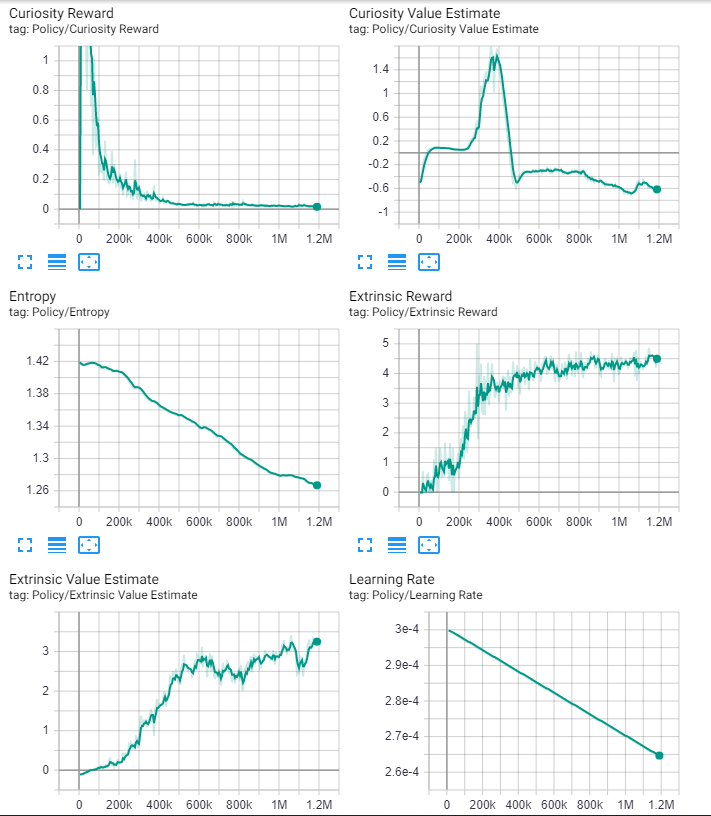 Curiosity Reward
tag: Policy/Curiosity Reward
1
0.8
0.6
0.4
0.2
0
0 200k 400k 600k 800k 1M 1.2M
Curiosity Value Estimate
tag: Policy/Curiosity Value Estimate
1.4
1
0.6
0.2
-0.2
-0.6
-1
0 200k 400k 600k 800k 1M 1.2M
Entropy
tag: Policy/Entropy
1.42
1.38
1.34
1.3
1.26
0 200k 400k 600k 800k 1M 1.2M
Extrinsic Reward
tag: Policy/Extrinsic Reward
5
4
3
2
1
0
0 200k 400k 600k 800k 1M 1.2M
Extrinsic Value Estimate
tag: Policy/Extrinsic Value Estimate
3
2
1
0
0 200k 400k 600k 800k 1M 1.2M
Learning Rate
tag: Policy/Learning Rate
3e-4
2.9e-4
2.8e-4
2.7e-4
2.6e-4
0 200k 400k 600k 800k 1M 1.2M